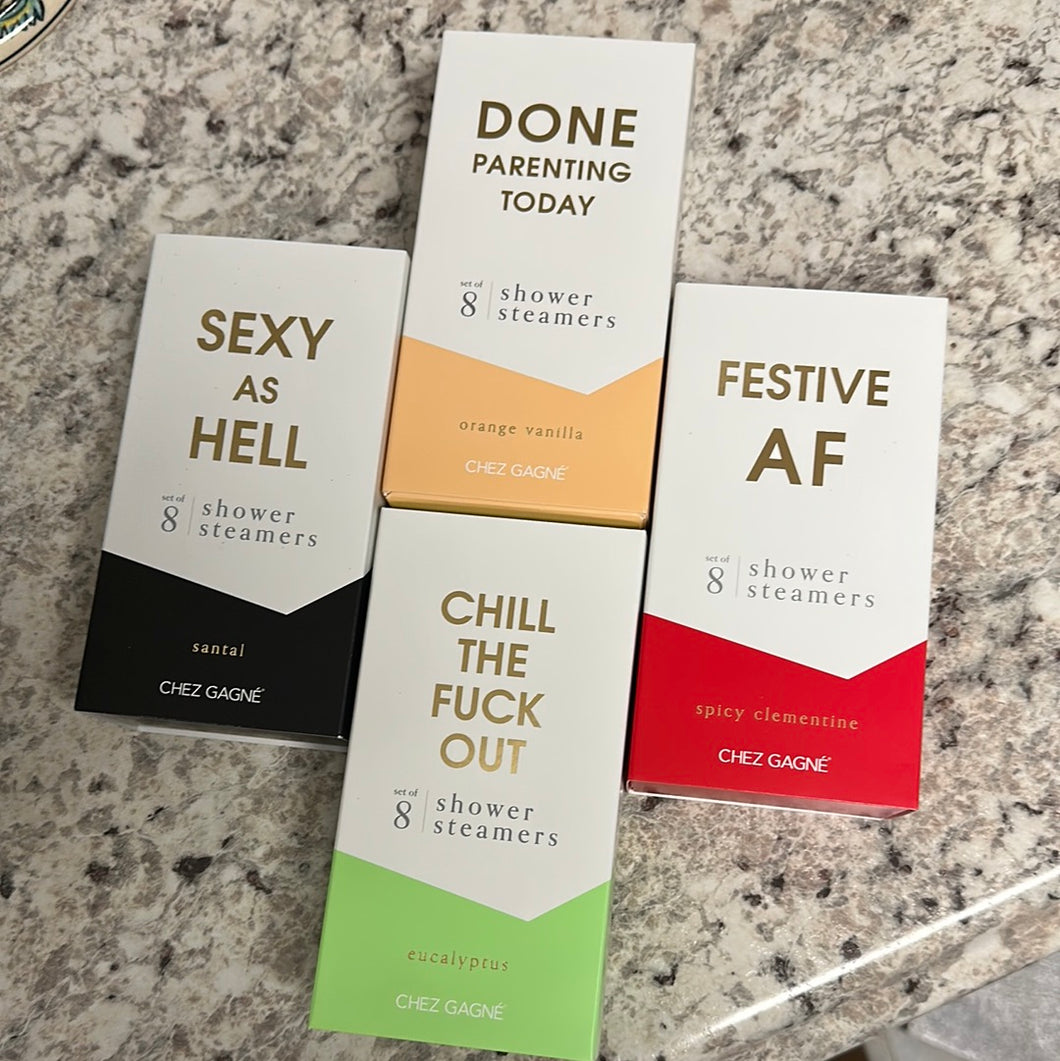 DONE
PARENTING
TODAY
set of
8
shower
steamers
orange vanilla
CHEZ GAGNÉ
SEXY
AS
HELL
set of
8
shower
steamers
santal
CHEZ GAGNÉ
FESTIVE
AF
set of
8
shower
steamers
spicy clementine
CHEZ GAGNÉ
CHILL
THE
FUCK
OUT
set of
8
shower
steamers
eucalyptus
CHEZ GAGNÉ